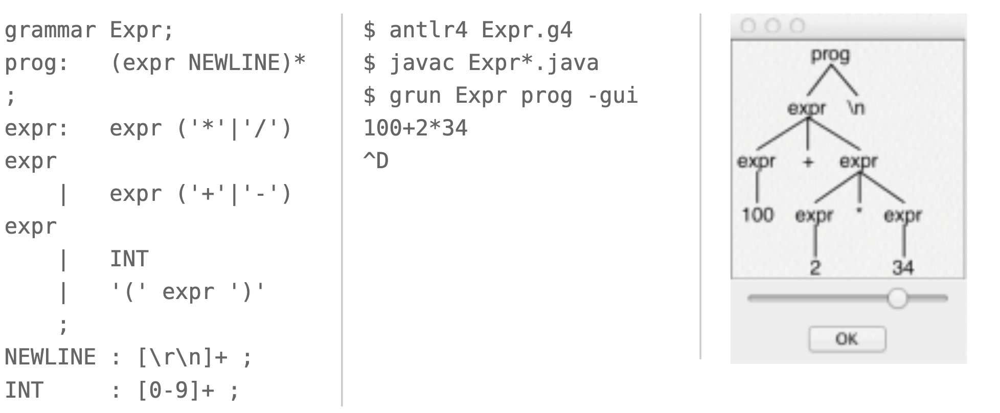 grammar Expr;
prog:   (expr NEWLINE)*
;
expr:   expr ('*'|'/')
expr
    |   expr ('+'|'-')
expr
    |   INT
    |   '(' expr ')'
    ;
NEWLINE : [\r\n]+ ;
INT     : [0-9]+ ;
$ antlr4 Expr.g4
$ javac Expr*.java
$ grun Expr prog -gui
100+2*34
^D
prog
expr \n
expr + expr
100 expr * expr
2 34
OK